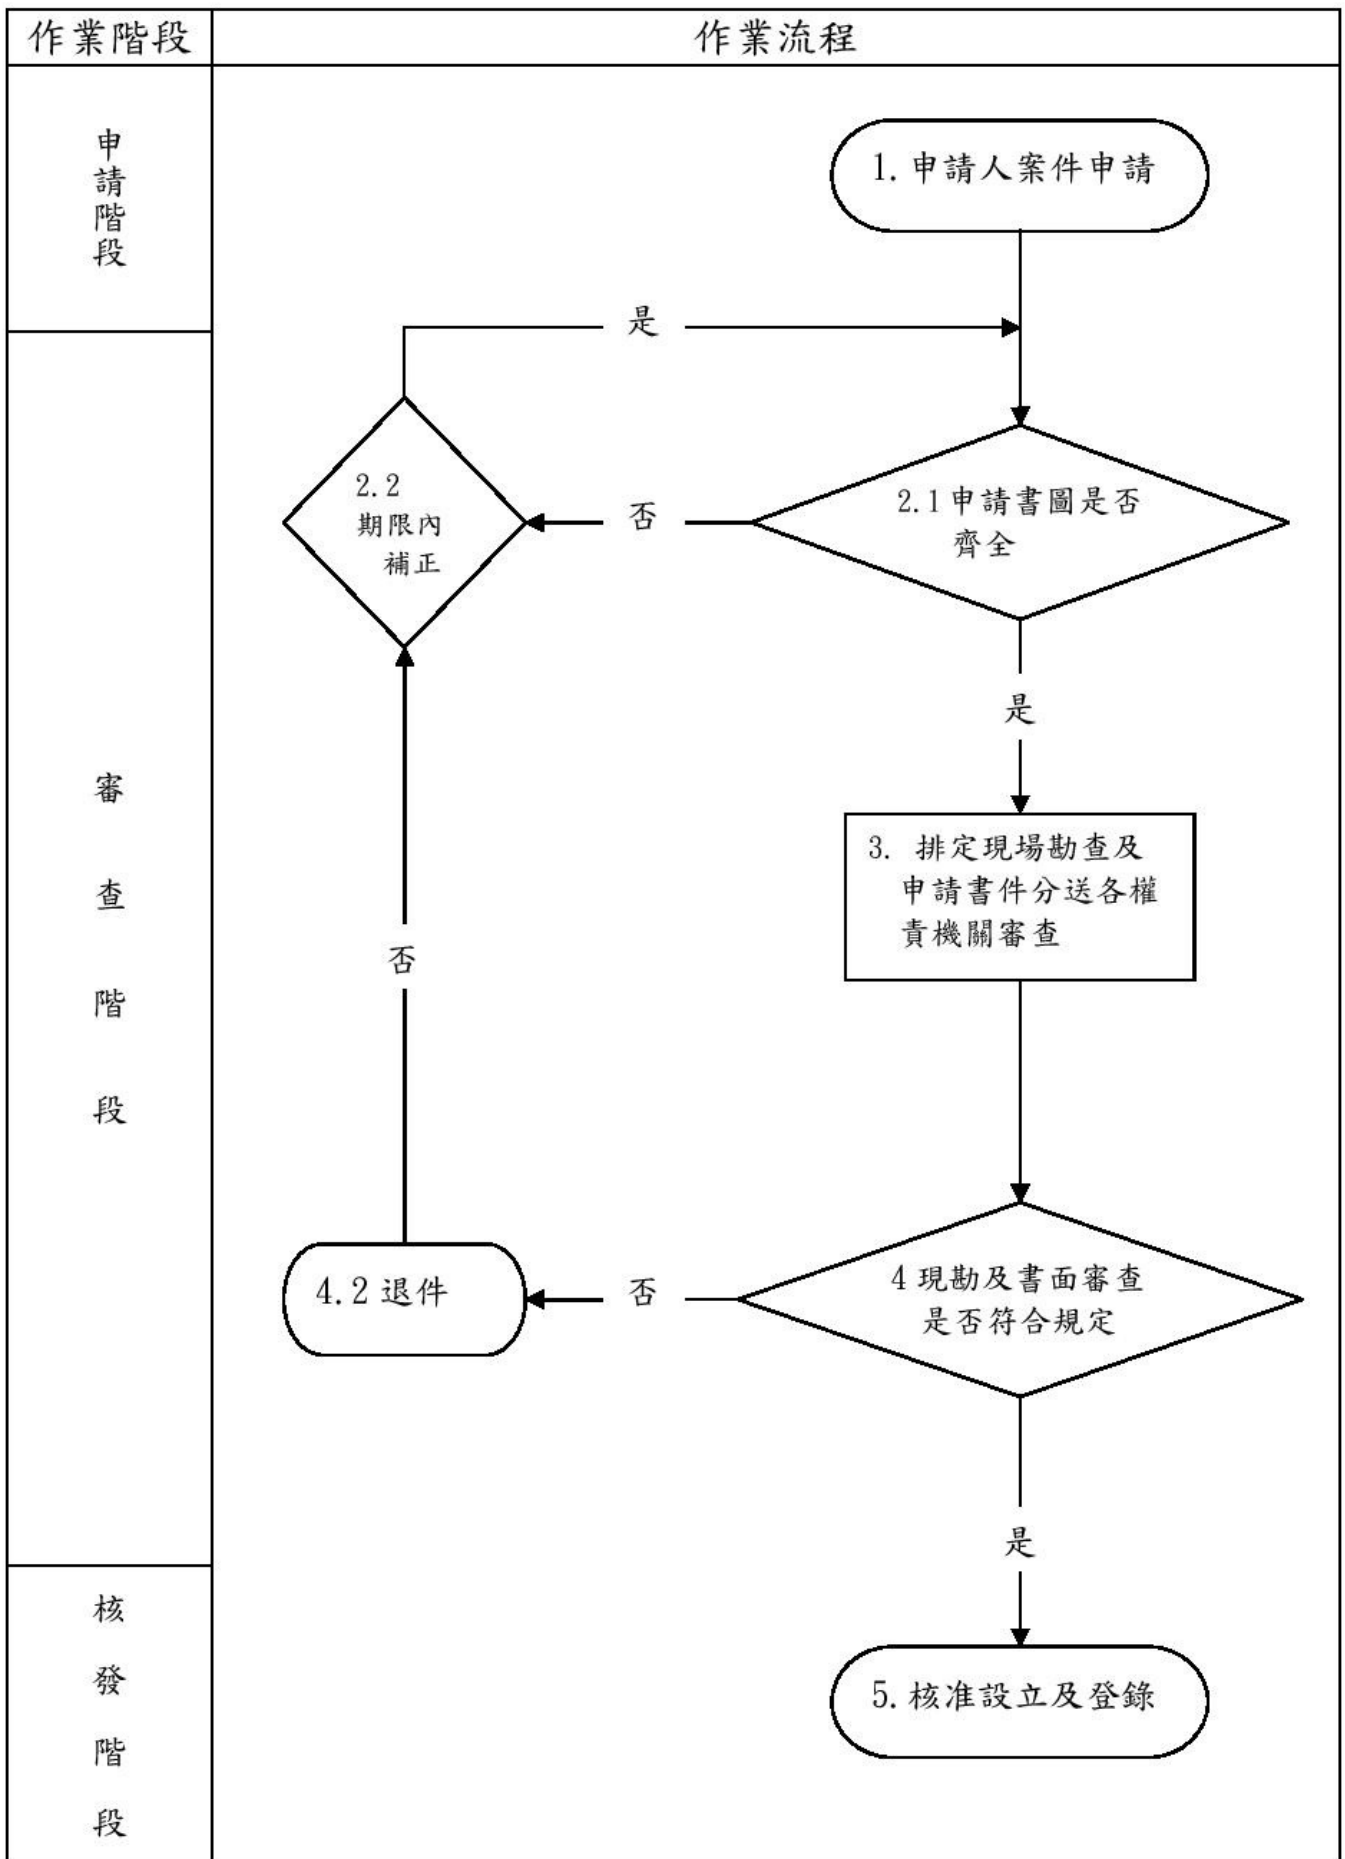 作業階段
作業流程
申請階段
1. 申請人案件申請
是
審查階段
2.2
期限內
補正
否
2.1 申請書圖是否
齊全
是
3. 排定現場勘查及
申請書件分送各權
責機關審查
否
4.2 退件
否
4 現勘及書面審查
是否符合規定
是
核發階段
5. 核准設立及登錄